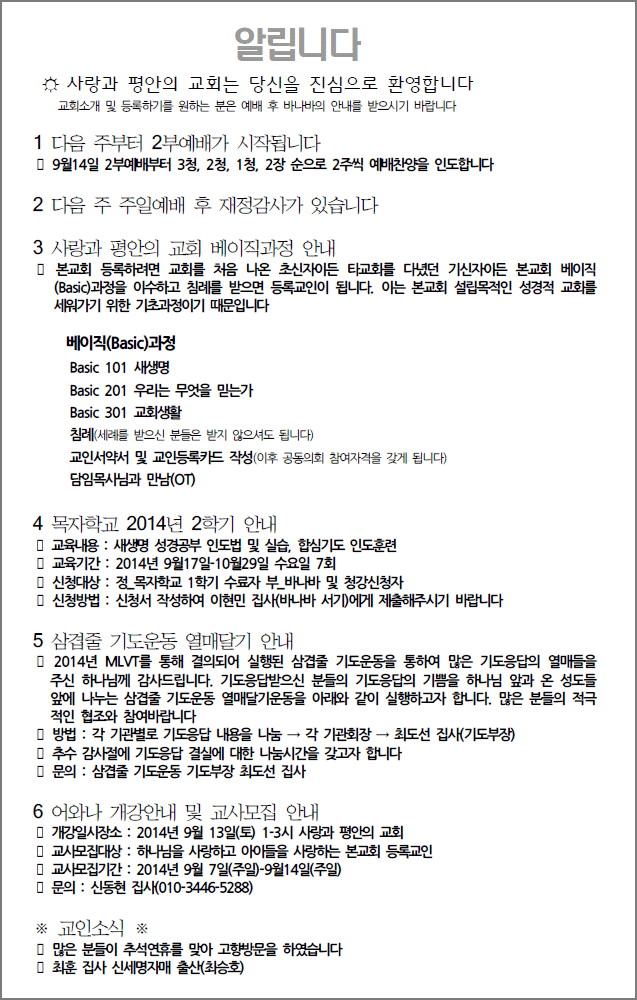 알립니다
☼ 사랑과 평안의 교회는 당신을 진심으로 환영합니다
교회소개 및 등록하기를 원하는 분은 예배 후 바나바의 안내를 받으시기 바랍니다
1 다음 주부터 2부예배가 시작됩니다
▯ 9월14일 2부예배부터 3청, 2청, 1청, 2장 순으로 2주씩 예배찬양을 인도합니다
2 다음 주 주일예배 후 재정감사가 있습니다
3 사랑과 평안의 교회 베이직과정 안내
▯ 본교회 등록하려면 교회를 처음 나온 초신자이든 타교회를 다녔던 기신자이든 본교회 베이직
(Basic)과정을 이수하고 침례를 받으면 등록교인이 됩니다. 이는 본교회 설립목적인 성경적 교회를
세워가기 위한 기초과정이기 때문입니다
베이직(Basic)과정
Basic 101 새생명
Basic 201 우리는 무엇을 믿는가
Basic 301 교회생활
침례(세례를 받으신 분들은 받지 않으셔도 됩니다)
교인서약서 및 교인등록카드 작성(이후 공동의회 참여자격을 갖게 됩니다)
담임목사님과 만남(OT)
4 목자학교 2014년 2학기 안내
▯ 교육내용 : 새생명 성경공부 인도법 및 실습, 합심기도 인도훈련
▯ 교육기간 : 2014년 9월17일-10월29일 수요일 7회
▯ 신청대상 : 정_목자학교 1학기 수료자 부_바나바 및 청강신청자
▯ 신청방법 : 신청서 작성하여 이현민 집사(바나바 서기)에게 제출해주시기 바랍니다
5 삼겹줄 기도운동 열매달기 안내
▯ 2014년 MLVT를 통해 결의되어 실행된 삼겹줄 기도운동을 통하여 많은 기도응답의 열매들을
주신 하나님께 감사드립니다. 기도응답받으신 분들의 기도응답의 기쁨을 하나님 앞과 온 성도들
앞에 나누는 삼겹줄 기도운동 열매달기운동을 아래와 같이 실행하고자 합니다. 많은 분들의 적극
적인 협조와 참여바랍니다
▯ 방법 : 각 기관별로 기도응답 내용을 나눔 → 각 기관회장 → 최도선 집사(기도부장)
▯ 추수 감사절에 기도응답 결실에 대한 나눔시간을 갖고자 합니다
▯ 문의 : 삼겹줄 기도운동 기도부장 최도선 집사
6 어와나 개강안내 및 교사모집 안내
▯ 개강일시장소 : 2014년 9월 13일(토) 1-3시 사랑과 평안의 교회
▯ 교사모집대상 : 하나님을 사랑하고 아이들을 사랑하는 본교회 등록교인
▯ 교사모집기간 : 2014년 9월 7일(주일)-9월14일(주일)
▯ 문의 : 신동현 집사(010-3446-5288)
※ 교인소식 ※
▯ 많은 분들이 추석연휴를 맞아 고향방문을 하였습니다
▯ 최훈 집사 신세명자매 출산(최승호)